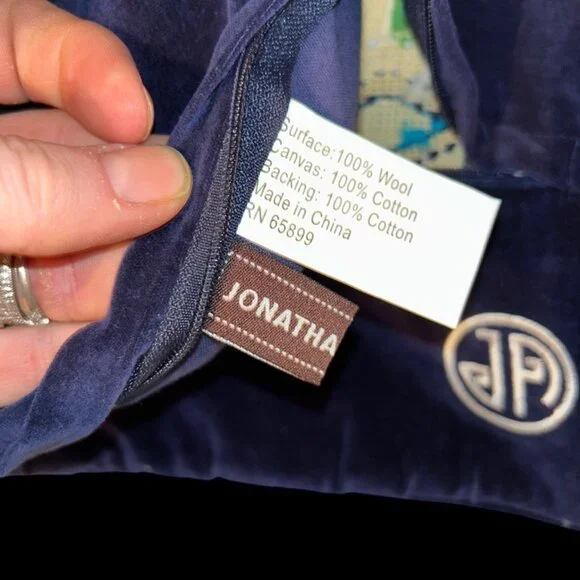 Surface: 100% Wool
Canvas: 100% Cotton
Backing: 100% Cotton
Made in China
RN 65899
JONATHA
JA